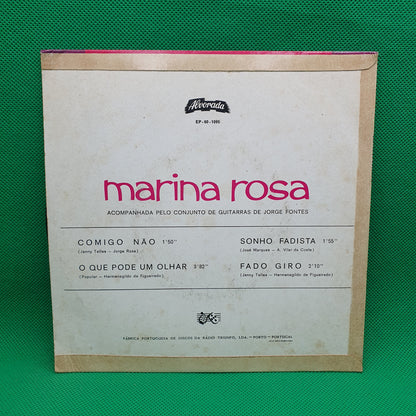 Alvorada
EP-60-1095
marina rosa
ACOMPANHADA PELO CONJUNTO DE GUITARRAS DE JORGE FONTES
COMIGO NÃO 1'50"
(Jenny Telles - Jorge Rosa)
O QUE PODE UM OLHAR 3'82"
(Popular - Hermenegildo de Figueiredo)
SONHO FADISTA 1'55"
(José Marques - A. Vilar da Costa)
FADO GIRO 2'10"
(Jenny Telles - Hermenegildo de Figueiredo)
FÁBRICA PORTUGUESA DE DISCOS DA RÁDIO TRIUNFO, LDA. - PORTO - PORTUGAL